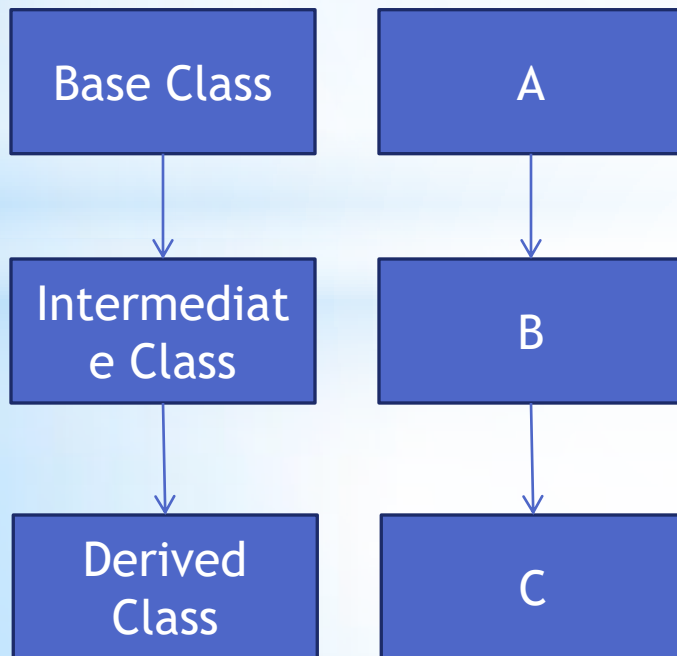 Base Class
A
Intermediat
e Class
B
Derived
Class
C